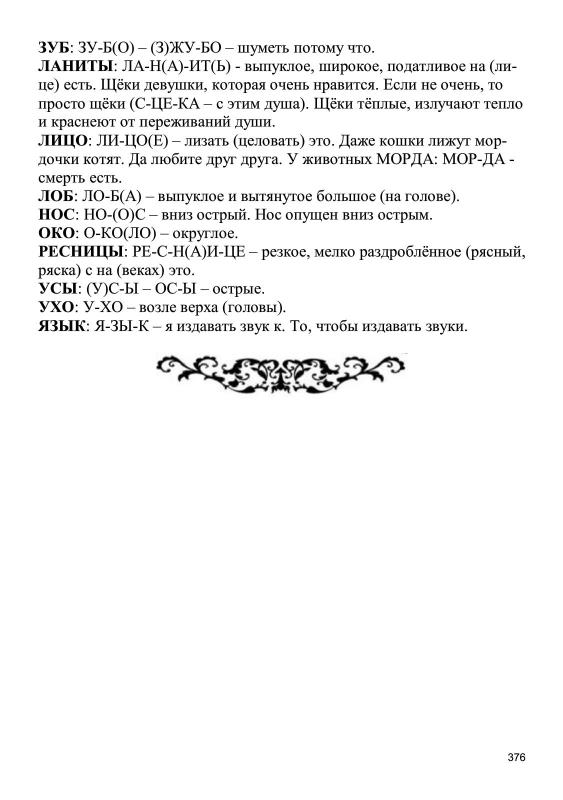 ЗУБ: ЗУ-Б(О) – (З)ЖУ-БО – шуметь потому что.
ЛАНИТЫ: ЛА-Н(А)-ИТ(Ь) - выпуклое, широкое, податливое на (ли-
це) есть. Щёки девушки, которая очень нравится. Если не очень, то
просто щёки (С-ЦЕ-КА – с этим душа). Щёки тёплые, излучают тепло
и краснеют от переживаний души.
ЛИЦО: ЛИ-ЦО(Е) – лизать (целовать) это. Даже кошки лижут мор-
дочки котят. Да любите друг друга. У животных МОРДА: МОР-ДА -
смерть есть.
ЛОБ: ЛО-Б(А) – выпуклое и вытянутое большое (на голове).
НОС: НО-(О)С – вниз острый. Нос опущен вниз острым.
ОКО: О-КО(ЛО) – округлое.
РЕСНИЦЫ: РЕ-С-Н(А)И-ЦЕ – резкое, мелко раздроблённое (рясный,
ряска) с на (веках) это.
УСЫ: (У)С-Ы – ОС-Ы – острые.
УХО: У-ХО – возле верха (головы).
ЯЗЫК: Я-ЗЫ-К – я издавать звук к. То, чтобы издавать звуки.
376